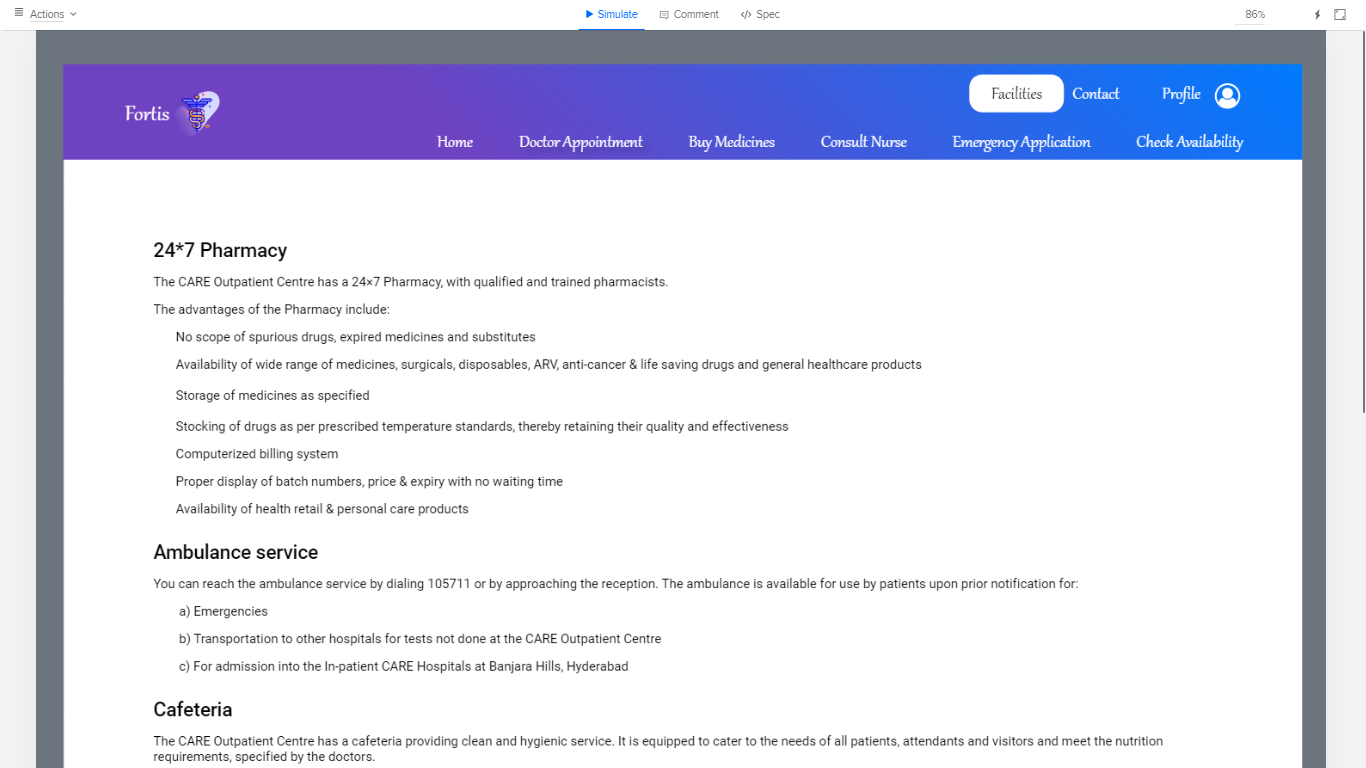 Actions
Simulate
Comment
Spec
86%
Fortis
Facilities
Contact
Profile
Home
Doctor Appointment
Buy Medicines
Consult Nurse
Emergency Application
Check Availability
24*7 Pharmacy
The CARE Outpatient Centre has a 24×7 Pharmacy, with qualified and trained pharmacists.
The advantages of the Pharmacy include:
No scope of spurious drugs, expired medicines and substitutes
Availability of wide range of medicines, surgicals, disposables, ARV, anti-cancer & life saving drugs and general healthcare products
Storage of medicines as specified
Stocking of drugs as per prescribed temperature standards, thereby retaining their quality and effectiveness
Computerized billing system
Proper display of batch numbers, price & expiry with no waiting time
Availability of health retail & personal care products
Ambulance service
You can reach the ambulance service by dialing 105711 or by approaching the reception. The ambulance is available for use by patients upon prior notification for:
a) Emergencies
b) Transportation to other hospitals for tests not done at the CARE Outpatient Centre
c) For admission into the In-patient CARE Hospitals at Banjara Hills, Hyderabad
Cafeteria
The CARE Outpatient Centre has a cafeteria providing clean and hygienic service. It is equipped to cater to the needs of all patients, attendants and visitors and meet the nutrition
requirements, specified by the doctors.